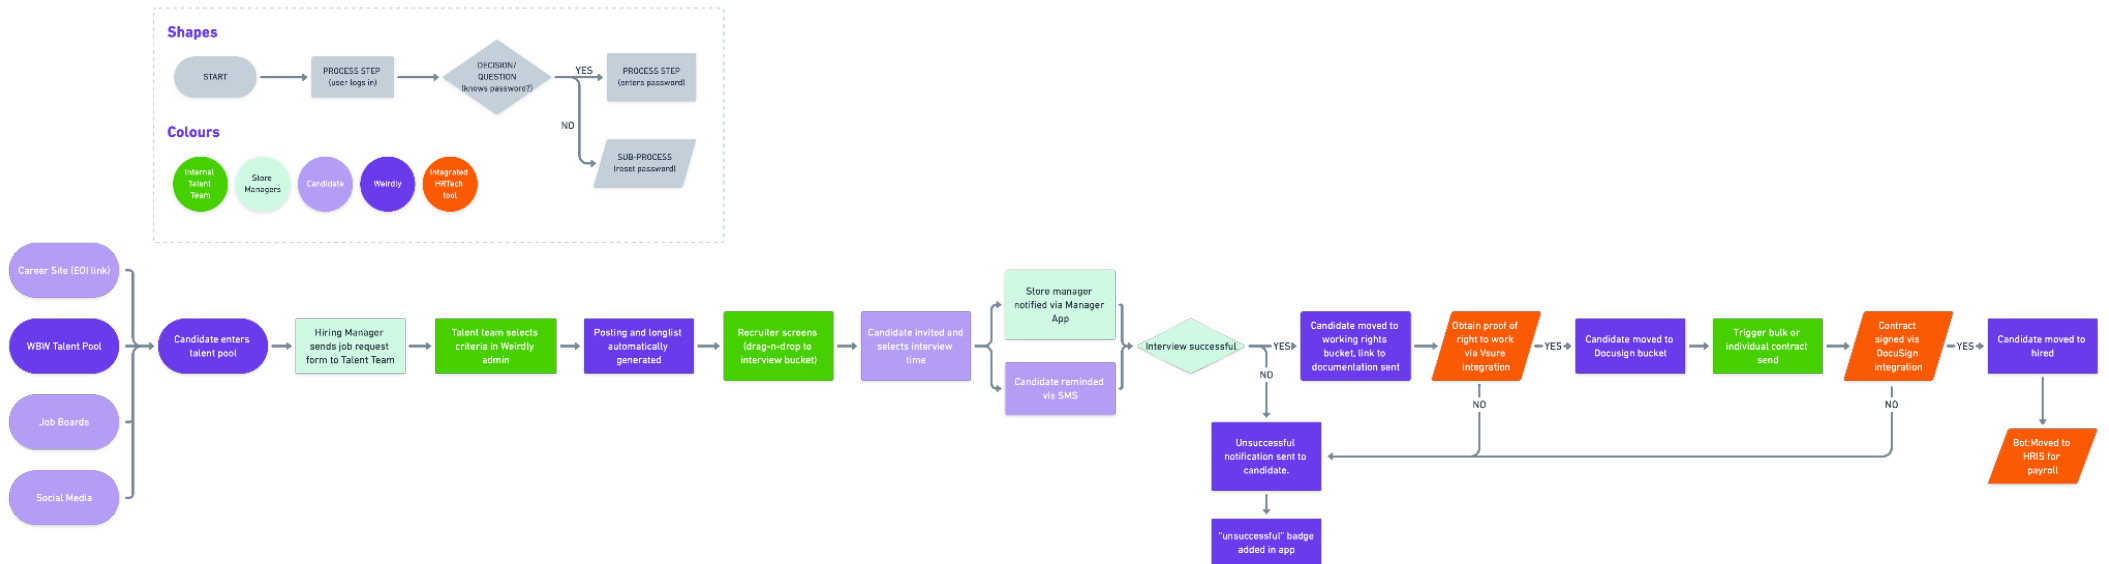 Shapes
START
PROCESS STEP
(user logs in)
DECISION/
QUESTION
(knows password?)
YES
PROCESS STEP
(enters password)
NO
SUB-PROCESS
(reset password)
Colours
Internal
Talent
Team
Store
Managers
Candidate
Weirdly
Integrated
HRTech
tool
Career Site (EOI link)
WBW Talent Pool
Job Boards
Social Media
Candidate enters
talent pool
Hiring Manager
sends job request
form to Talent Team
Talent team selects
criteria in Weirdly
admin
Posting and longlist
automatically
generated
Recruiter screens
(drag-n-drop to
interview bucket)
Candidate invited and
selects interview
time
Store manager
notified via Manager
App
Candidate reminded
vis SMS
Interview successful
YES
NO
Candidate moved to
working rights
bucket, link to
documentation sent
Obtain proof of
right to work
via Vsure
integration
YES
NO
Candidate moved to
Docusign bucket
Trigger bulk or
individual contract
send
Contract
signed vis
DocuSign
integration
YES
NO
Candidate moved to
hired
Bot:Moved to
HRIS for
payroll
Unsuccessful
notification sent to
candidate.
"unsuccessful" badge
added in app